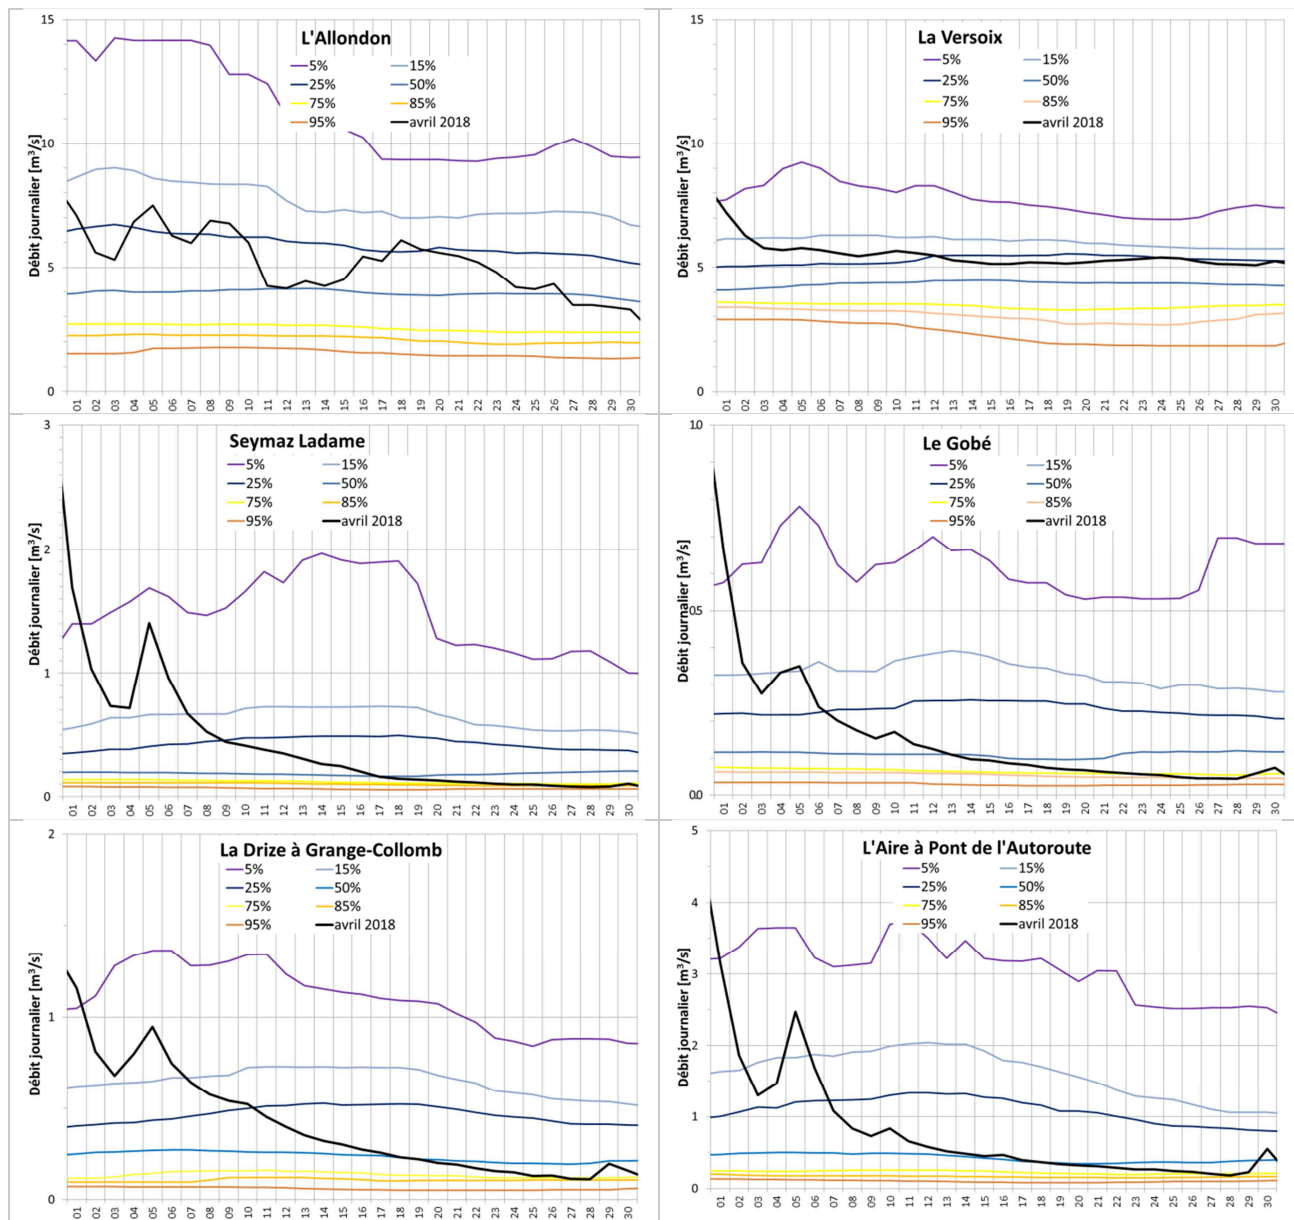 L'Allondon
5% 15%
25% 50%
75% 85%
95% avril 2018
Débit journalier [m³/s]
15
10
5
0
01 02 03 04 05 06 07 08 09 10 11 12 13 14 15 16 17 18 19 20 21 22 23 24 25 26 27 28 29 30
La Versoix
5% 15%
25% 50%
75% 85%
95% avril 2018
Débit journalier [m³/s]
15
10
5
0
01 02 03 04 05 06 07 08 09 10 11 12 13 14 15 16 17 18 19 20 21 22 23 24 25 26 27 28 29 30
Seymaz Ladame
5% 15%
25% 50%
75% 85%
95% avril 2018
Débit journalier [m³/s]
3
2
1
0
01 02 03 04 05 06 07 08 09 10 11 12 13 14 15 16 17 18 19 20 21 22 23 24 25 26 27 28 29 30
Le Gobé
5% 15%
25% 50%
75% 85%
95% avril 2018
Débit journalier [m³/s]
1.0
0.5
0.0
01 02 03 04 05 06 07 08 09 10 11 12 13 14 15 16 17 18 19 20 21 22 23 24 25 26 27 28 29 30
La Drize à Grange-Collomb
5% 15%
25% 50%
75% 85%
95% avril 2018
Débit journalier [m³/s]
2
1
0
01 02 03 04 05 06 07 08 09 10 11 12 13 14 15 16 17 18 19 20 21 22 23 24 25 26 27 28 29 30
L'Aire à Pont de l'Autoroute
5% 15%
25% 50%
75% 85%
95% avril 2018
Débit journalier [m³/s]
5
4
3
2
1
0
01 02 03 04 05 06 07 08 09 10 11 12 13 14 15 16 17 18 19 20 21 22 23 24 25 26 27 28 29 30